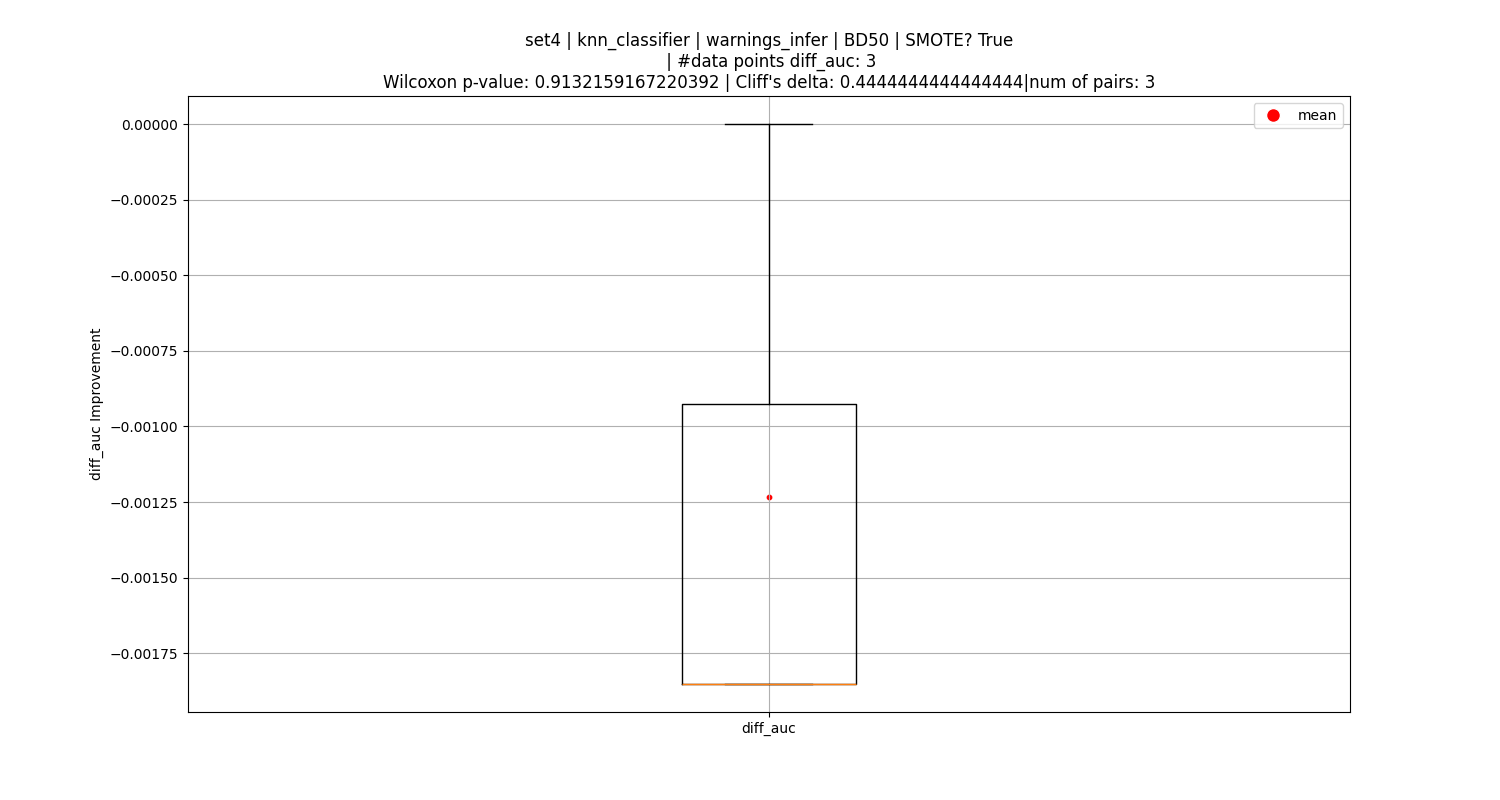 set4 | knn_classifier | warnings_infer | BD50 | SMOTE? True
| #data points diff_auc: 3
Wilcoxon p-value: 0.9132159167220392 | Cliff's delta: 0.4444444444444444|num of pairs: 3
mean
0.00000
−0.00025
−0.00050
−0.00075
−0.00100
−0.00125
−0.00150
−0.00175
diff_auc Improvement
diff_auc